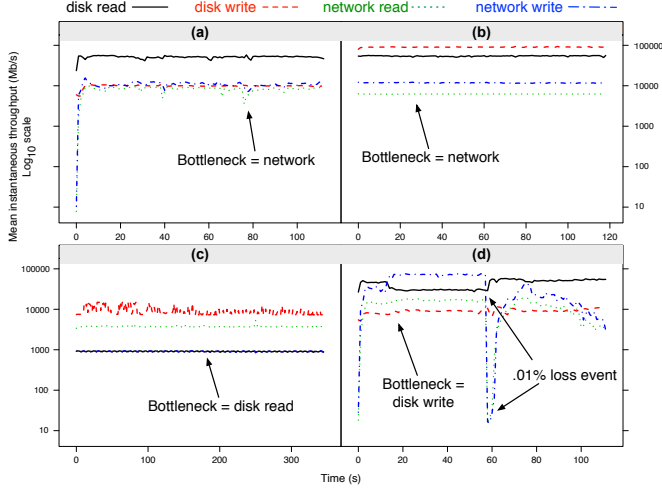 disk read disk write network read network write
(a) (b)
100000
10000
1000
100
10
Bottleneck = network
Bottleneck = network
0 20 40 60 80 100
0 20 40 60 80 100 120
Mean instantaneous throughput (Mb/s)
Log10 scale
(c) (d)
100000
10000
1000
100
10
Bottleneck = disk read
Bottleneck =
disk write
.01% loss event
0 100 200 300
0 20 40 60 80 100
Time (s)